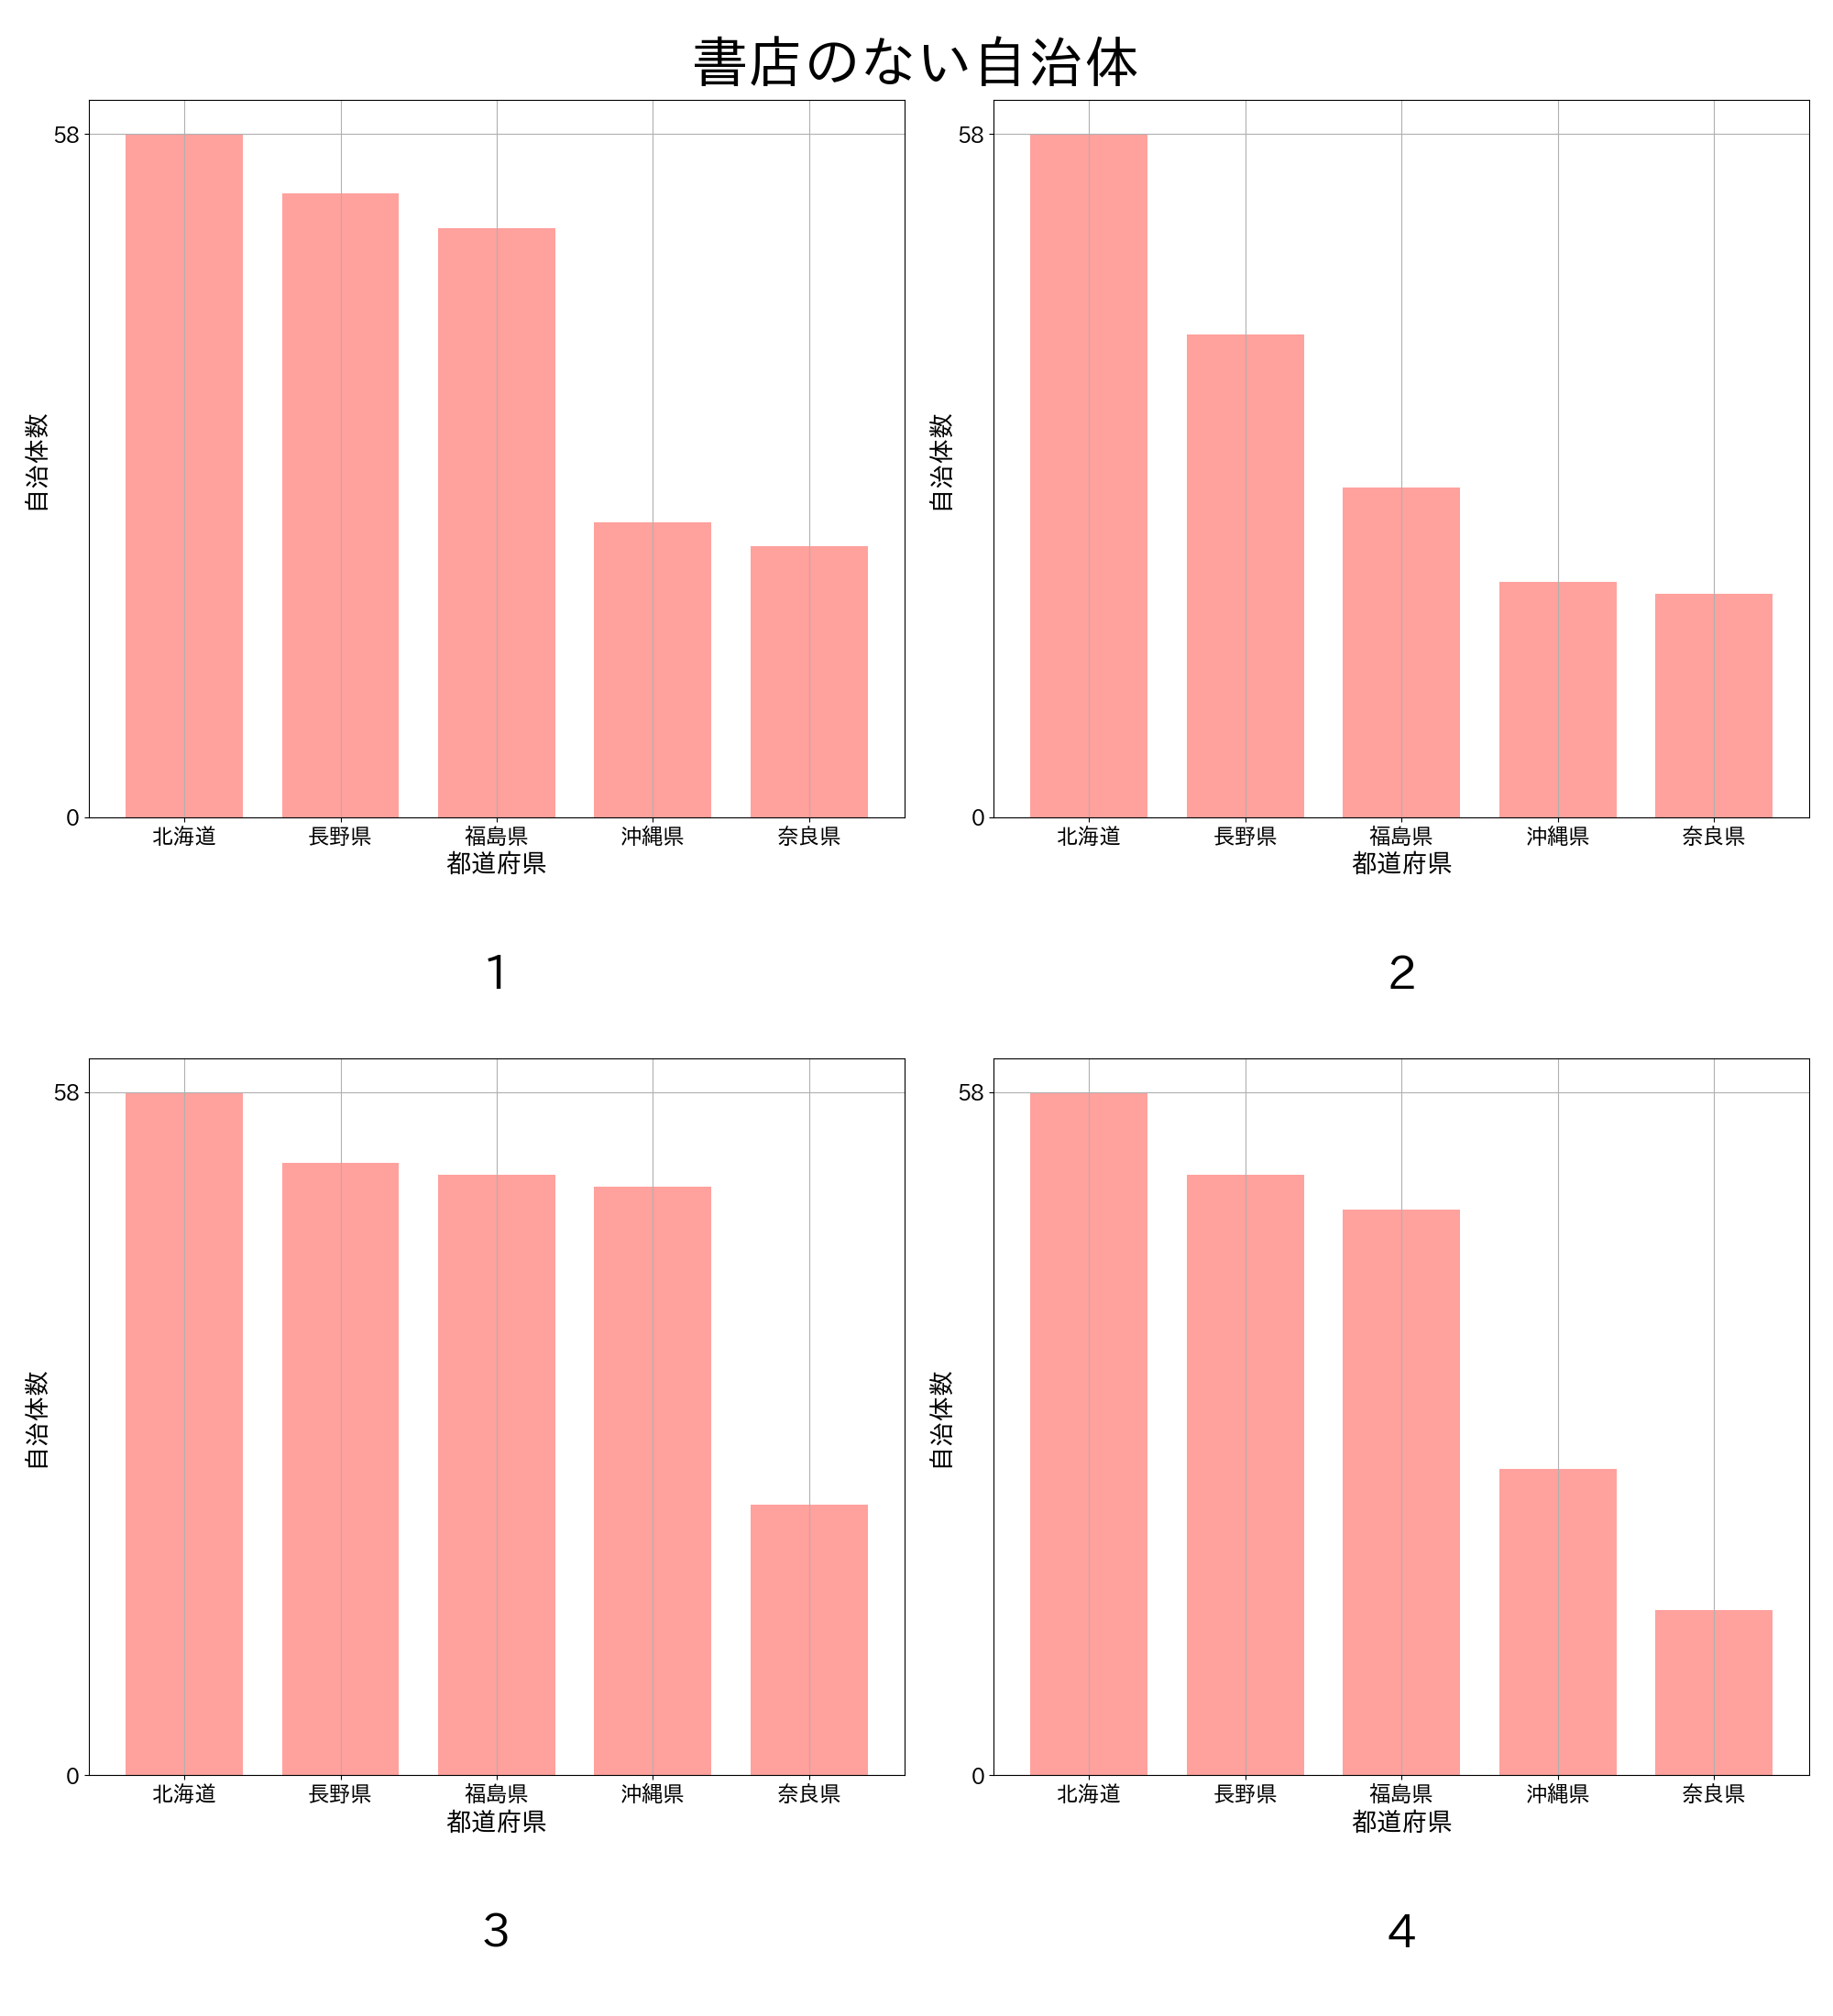 書店のない自治体
58
0
自治体数
北海道 長野県 福島県 沖縄県 奈良県
都道府県
1
58
0
自治体数
北海道 長野県 福島県 沖縄県 奈良県
都道府県
2
58
0
自治体数
北海道 長野県 福島県 沖縄県 奈良県
都道府県
3
58
0
自治体数
北海道 長野県 福島県 沖縄県 奈良県
都道府県
4